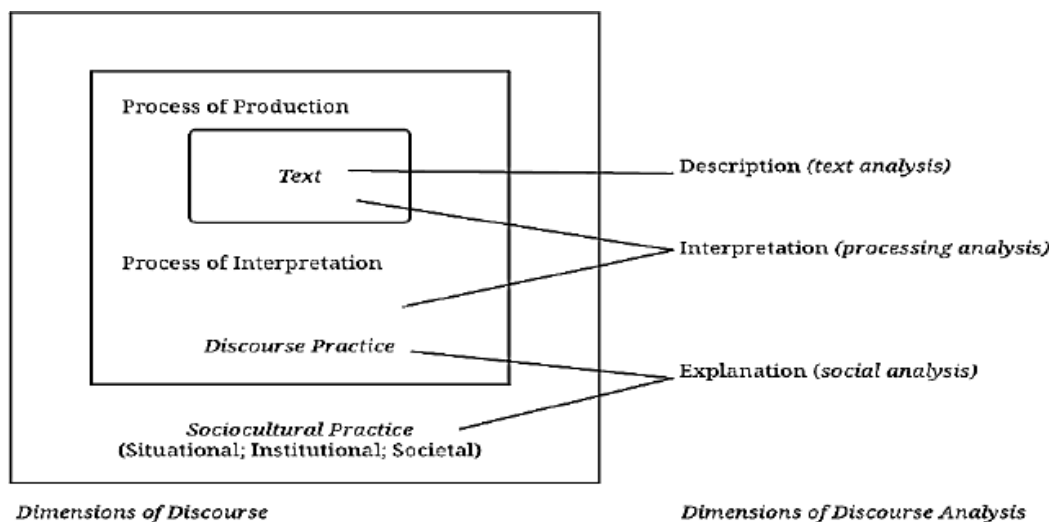 Process of Production
Text
Description (text analysis)
Process of Interpretation
Interpretation (processing analysis)
Discourse Practice
Explanation (social analysis)
Sociocultural Practice
(Situational; Institutional; Societal)
Dimensions of Discourse
Dimensions of Discourse Analysis